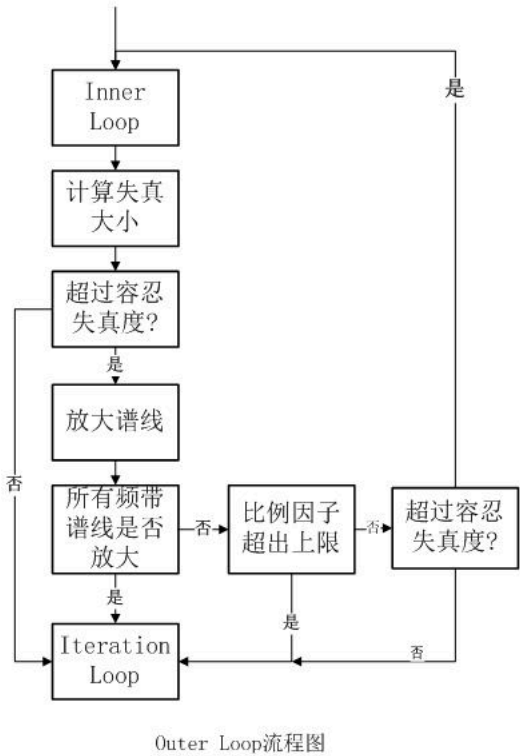 Inner
Loop
是
计算失真
大小
超过容忍
失真度?
是
放大谱线
否
所有频带
谱线是否
放大
否
比例因子
超出上限
否
超过容忍
失真度?
是
是
否
Iteration
Loop
Outer Loop流程图